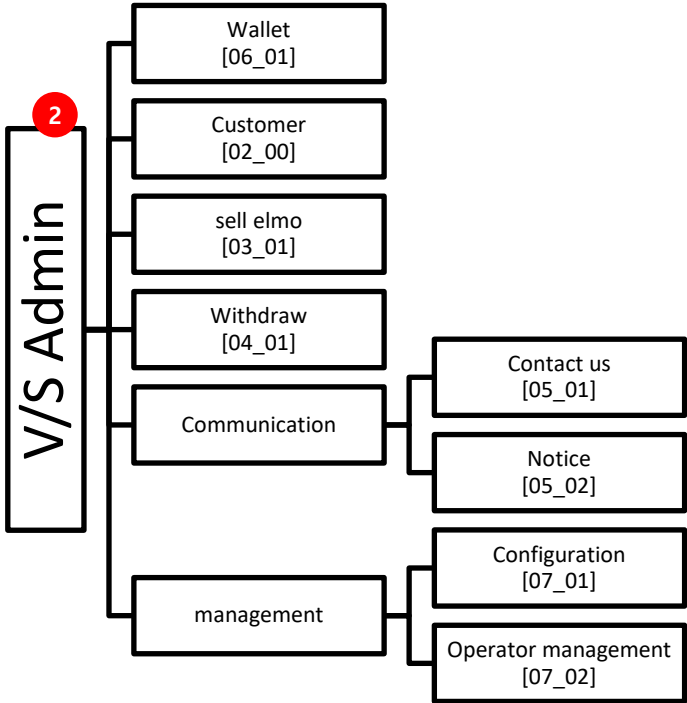 2
V/S Admin
Wallet
[06_01]
Customer
[02_00]
sell elmo
[03_01]
Withdraw
[04_01]
Communication
Contact us
[05_01]
Notice
[05_02]
management
Configuration
[07_01]
Operator management
[07_02]